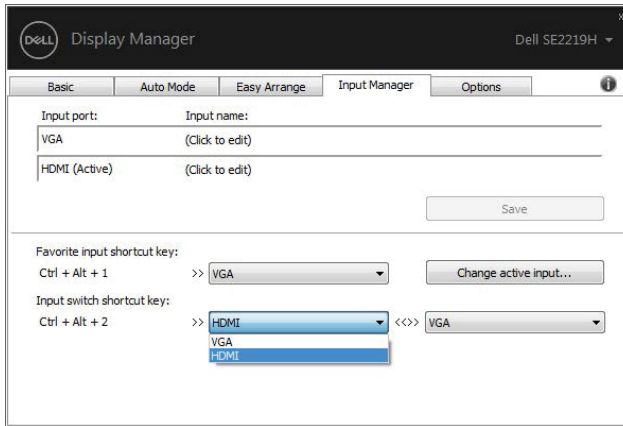 x
DELL Display Manager Dell SE2219H
Basic Auto Mode Easy Arrange Input Manager Options i
Input port: Input name:
VGA (Click to edit)
HDMI (Active) (Click to edit)
Save
Favorite input shortcut key:
Ctrl + Alt + 1 >> VGA Change active input...
Input switch shortcut key:
Ctrl + Alt + 2 >> HDMI <<>> VGA
VGA
HDMI